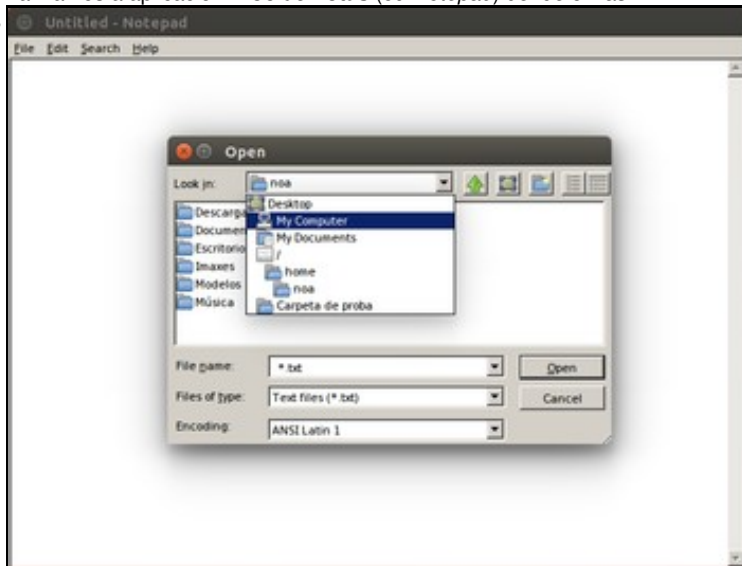 Untitled - Notepad
File Edit Search Help
Open
Look in: noa
Desktop
My Computer
My Documents
/
home
noa
Carpeta de proba
Escritorio
Imaxes
Modelos
Música
File name: *.txt Open
Files of type: Text files (*.txt) Cancel
Encoding: ANSI Latin 1